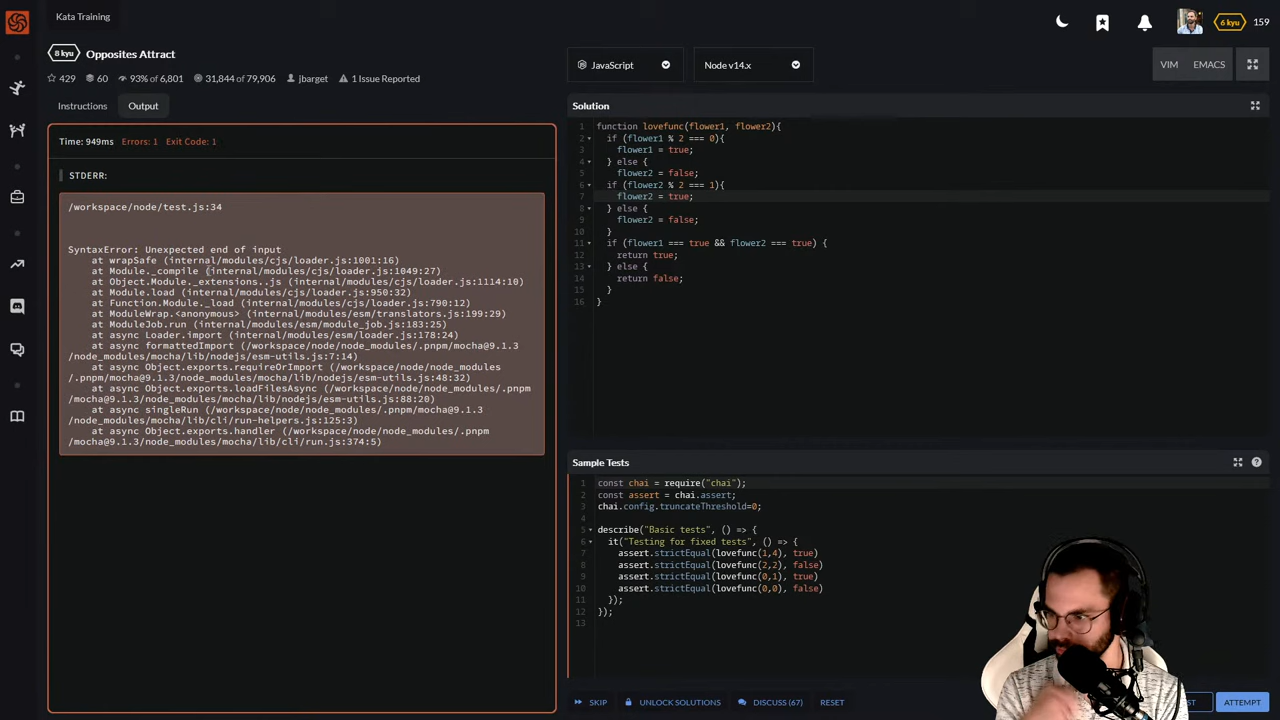 Kata Training
6 kyu 159
8 kyu Opposites Attract
429 60 93% of 6,801 31,844 of 79,906 jbarget 1 Issue Reported
JavaScript
Node v14.x
VIM EMACS
Instructions
Output
Time: 949ms Errors: 1 Exit Code: 1
STDERR:
/workspace/node/test.js:34
SyntaxError: Unexpected end of input
at wrapSafe (internal/modules/cjs/loader.js:1001:16)
at Module._compile (internal/modules/cjs/loader.js:1049:27)
at Object.Module._extensions..js (internal/modules/cjs/loader.js:1114:10)
at Module.load (internal/modules/cjs/loader.js:950:32)
at Function.Module._load (internal/modules/cjs/loader.js:790:12)
at ModuleWrap.<anonymous> (internal/modules/esm/translators.js:199:29)
at ModuleJob.run (internal/modules/esm/module_job.js:183:25)
at async Loader.import (internal/modules/esm/loader.js:178:24)
at async formattedImport (/workspace/node/node_modules/.pnpm/mocha@9.1.3
/node_modules/mocha/lib/nodejs/esm-utils.js:7:14)
at async Object.exports.requireOrImport (/workspace/node/node_modules
/.pnpm/mocha@9.1.3/node_modules/mocha/lib/nodejs/esm-utils.js:48:32)
at async Object.exports.loadFilesAsync (/workspace/node/node_modules/.pnpm
/mocha@9.1.3/node_modules/mocha/lib/nodejs/esm-utils.js:88:20)
at async singleRun (/workspace/node/node_modules/.pnpm/mocha@9.1.3
/node_modules/mocha/lib/cli/run-helpers.js:125:3)
at async Object.exports.handler (/workspace/node/node_modules/.pnpm
/mocha@9.1.3/node_modules/mocha/lib/cli/run.js:374:5)
Solution
1 function lovefunc(flower1, flower2){
2 if (flower1 % 2 === 0){
3 flower1 = true;
4 } else {
5 flower2 = false;
6 if (flower2 % 2 === 1){
7 flower2 = true;
8 } else {
9 flower2 = false;
10 }
11 if (flower1 === true && flower2 === true) {
12 return true;
13 } else {
14 return false;
15 }
16 }
Sample Tests
1 const chai = require("chai");
2 const assert = chai.assert;
3 chai.config.truncateThreshold=0;
4
5 describe("Basic tests", () => {
6 it("Testing for fixed tests", () => {
7 assert.strictEqual(lovefunc(1,4), true)
8 assert.strictEqual(lovefunc(2,2), false)
9 assert.strictEqual(lovefunc(0,1), true)
10 assert.strictEqual(lovefunc(0,0), false)
11 });
12 });
13
SKIP
UNLOCK SOLUTIONS
DISCUSS (67)
RESET
ST
ATTEMPT